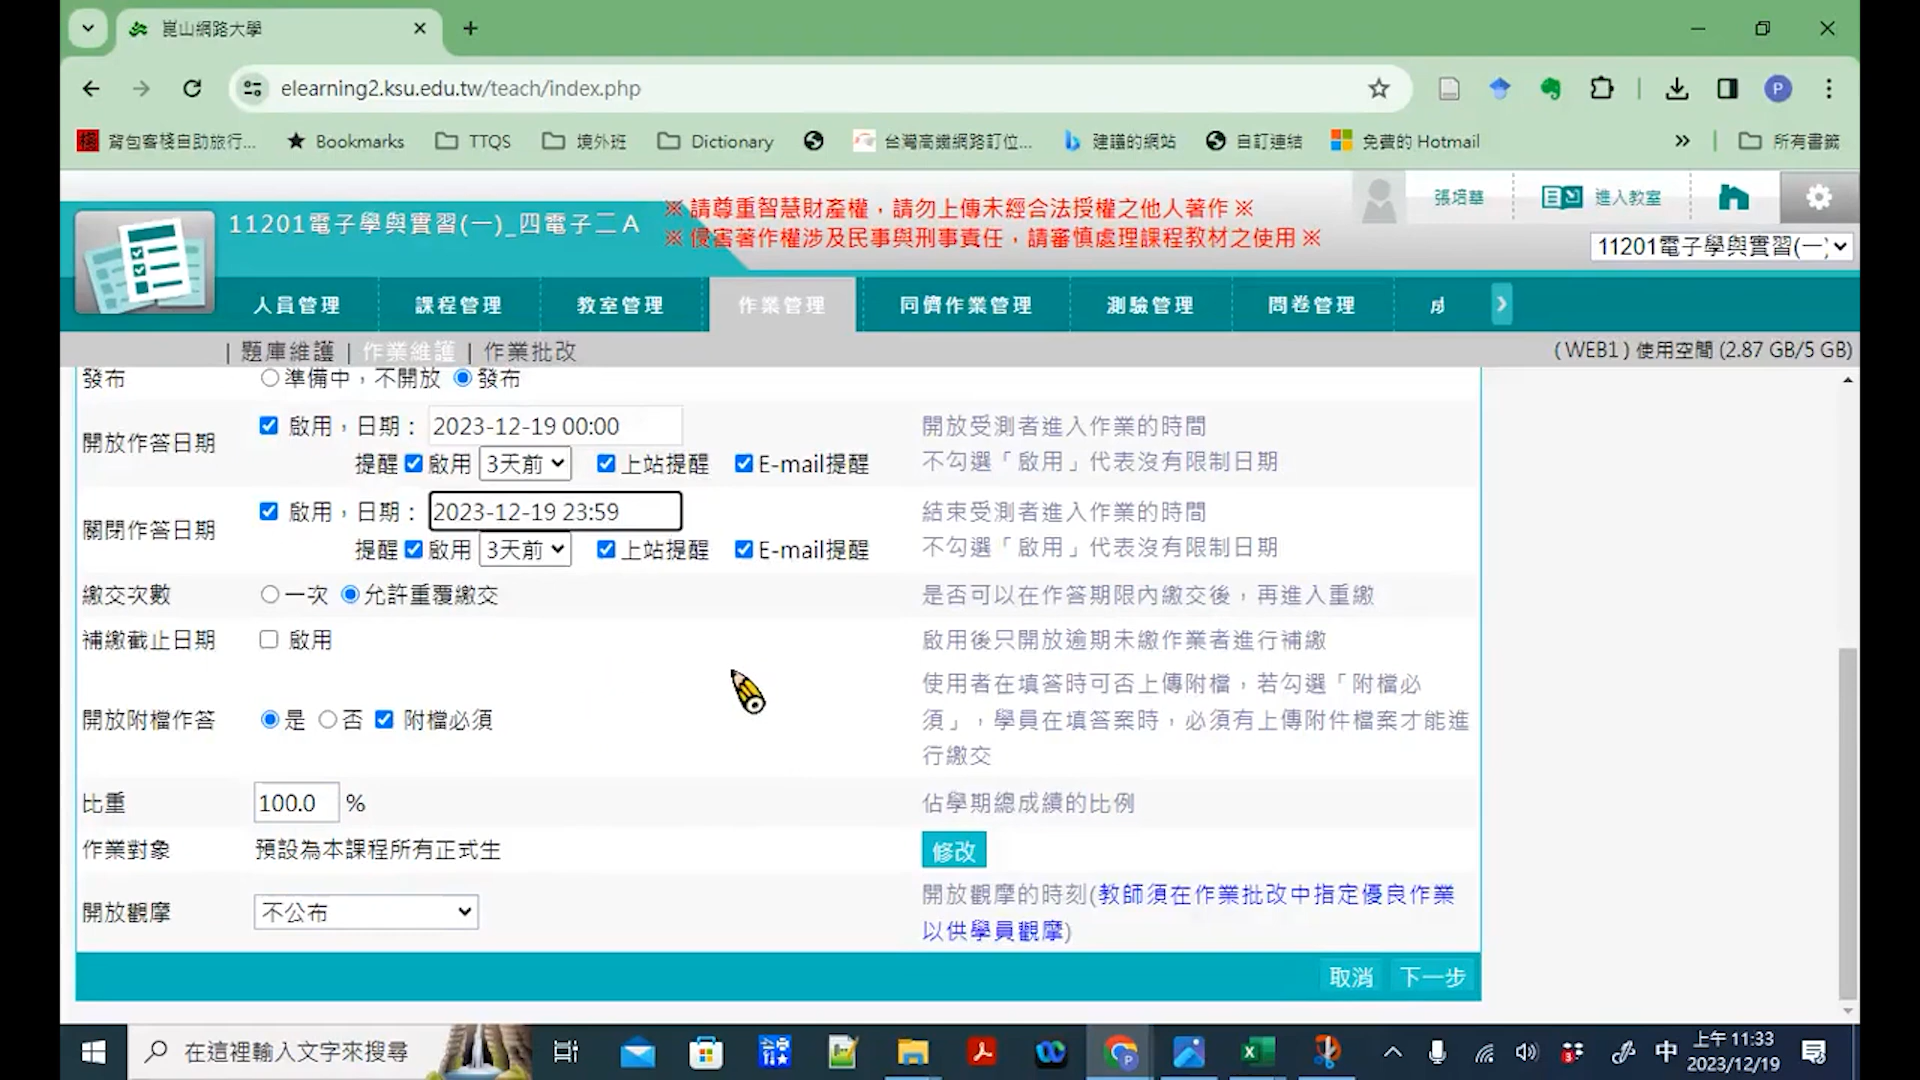 崑山網路大學
elearning2.ksu.edu.tw/teach/index.php
背包客棧自助旅行... Bookmarks TTQS 境外班 Dictionary 台灣高鐵網路訂位... 建議的網站 自訂連結 免費的 Hotmail » 所有書籤
11201電子學與實習(一)_四電子二A
※ 請尊重智慧財產權，請勿上傳未經合法授權之他人著作 ※
※ 侵害著作權涉及民事與刑事責任，請審慎處理課程教材之使用 ※
張培華 進入教室
11201電子學與實習(一)
人員管理 課程管理 教室管理 作業管理 同儕作業管理 測驗管理 問卷管理
| 題庫維護 | 作業維護 | 作業批改
( WEB1 ) 使用空間 (2.87 GB/5 GB)
發布 準備中，不開放 發布
開放作答日期 啟用，日期： 2023-12-19 00:00
提醒 啟用 3天前 上站提醒 E-mail提醒
開放受測者進入作業的時間
不勾選「啟用」代表沒有限制日期
關閉作答日期 啟用，日期： 2023-12-19 23:59
提醒 啟用 3天前 上站提醒 E-mail提醒
結束受測者進入作業的時間
不勾選「啟用」代表沒有限制日期
繳交次數 一次 允許重覆繳交 是否可以在作答期限內繳交後，再進入重繳
補繳截止日期 啟用 啟用後只開放逾期未繳作業者進行補繳
開放附檔作答 是 否 附檔必須
使用者在填答時可否上傳附檔，若勾選「附檔必
須」，學員在填答案時，必須有上傳附件檔案才能進
行繳交
比重 100.0 % 佔學期總成績的比例
作業對象 預設為本課程所有正式生 修改
開放觀摩 不公布
開放觀摩的時刻(教師須在作業批改中指定優良作業
以供學員觀摩)
取消 下一步
在這裡輸入文字來搜尋
中
上午 11:33
2023/12/19